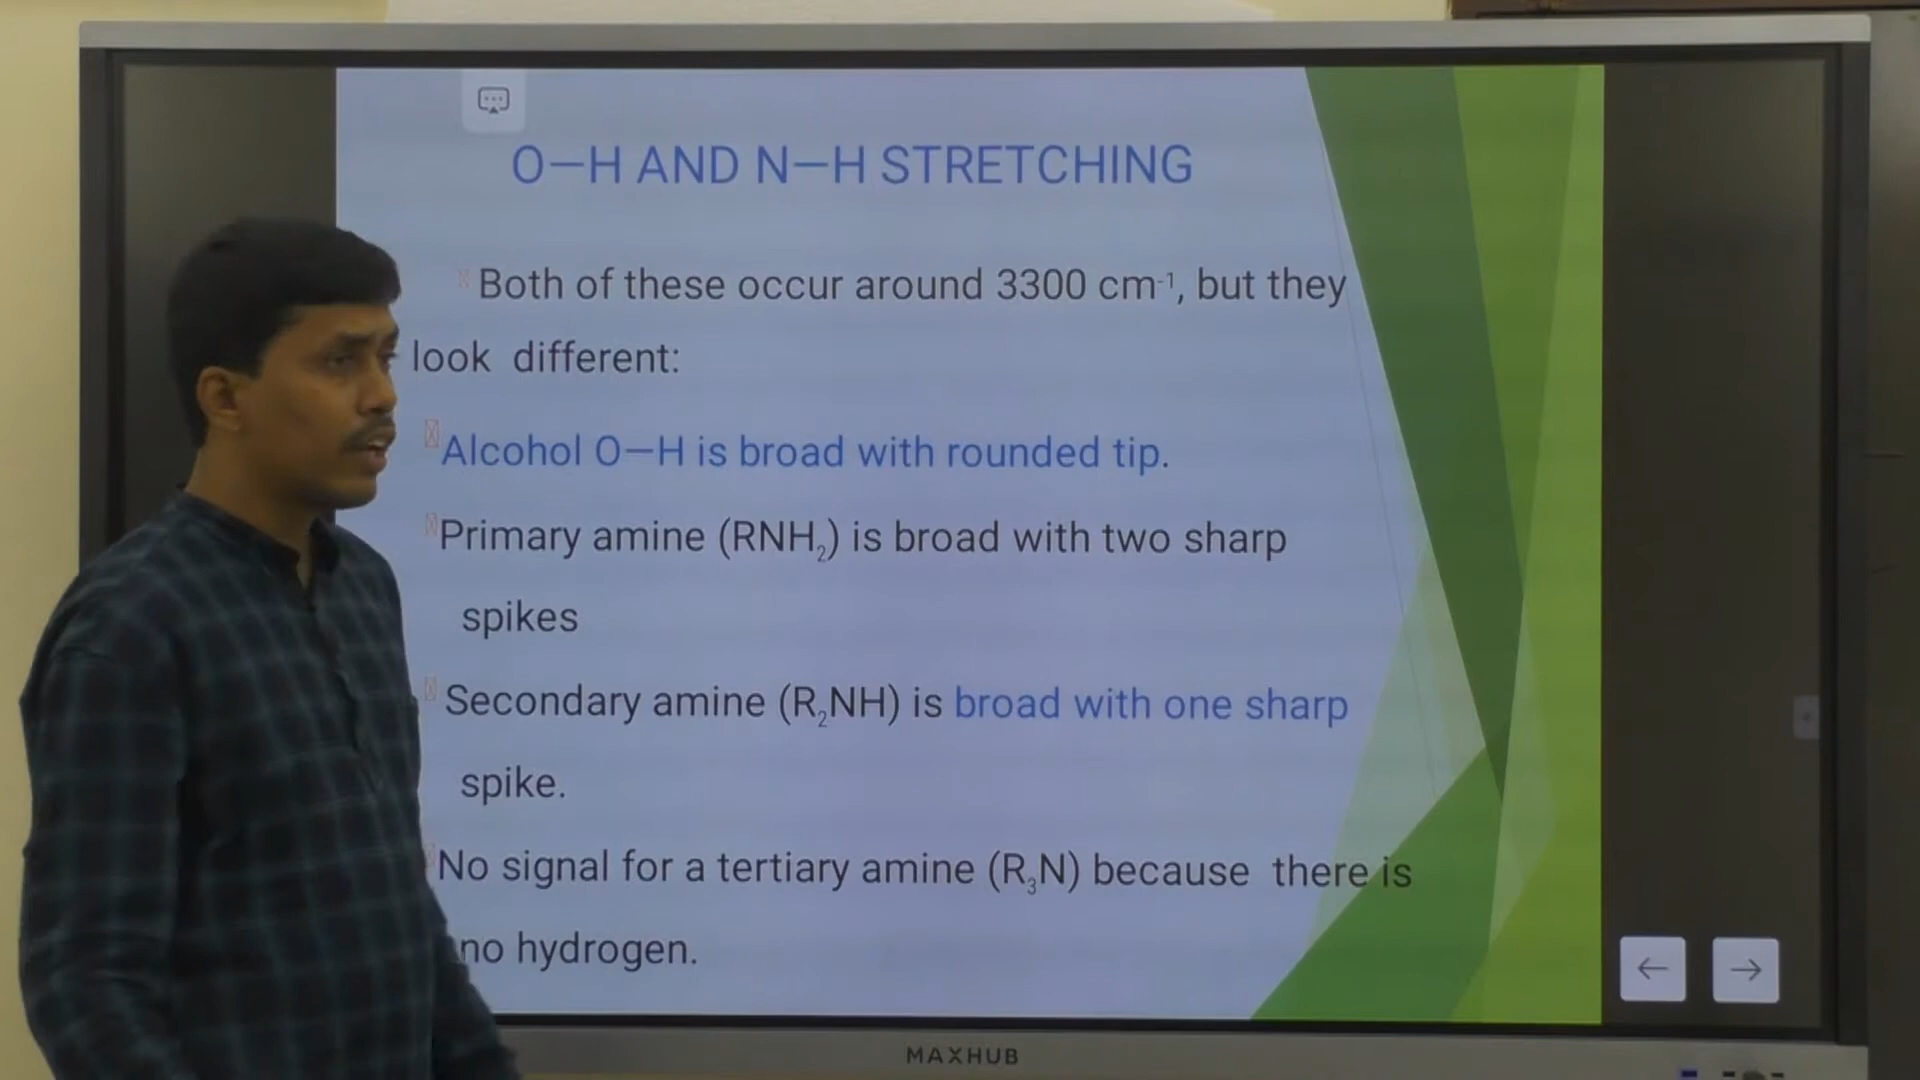 O–H AND N–H STRETCHING
Both of these occur around 3300 cm⁻¹, but they
look different:
Alcohol O–H is broad with rounded tip.
Primary amine (RNH₂) is broad with two sharp
spikes
Secondary amine (R₂NH) is broad with one sharp
spike.
No signal for a tertiary amine (R₃N) because there is
no hydrogen.
MAXHUB